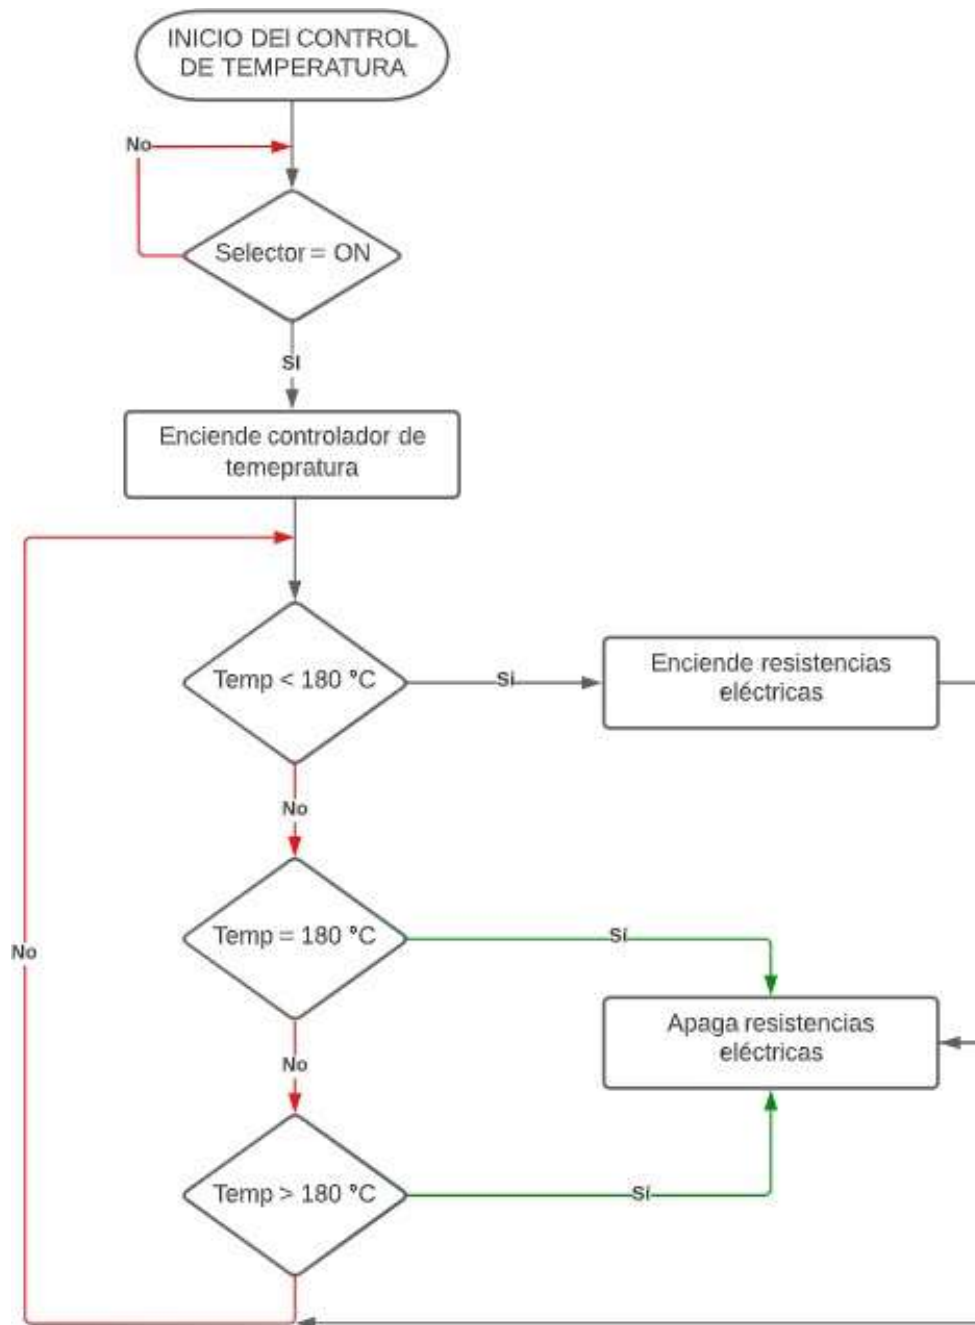 INICIO DEl CONTROL
DE TEMPERATURA
No
Selector = ON
SI
Enciende controlador de
temepratura
Temp < 180 °C
Si
Enciende resistencias
eléctricas
No
Temp = 180 °C
Si
No
Apaga resistencias
eléctricas
No
Temp > 180 °C
Si